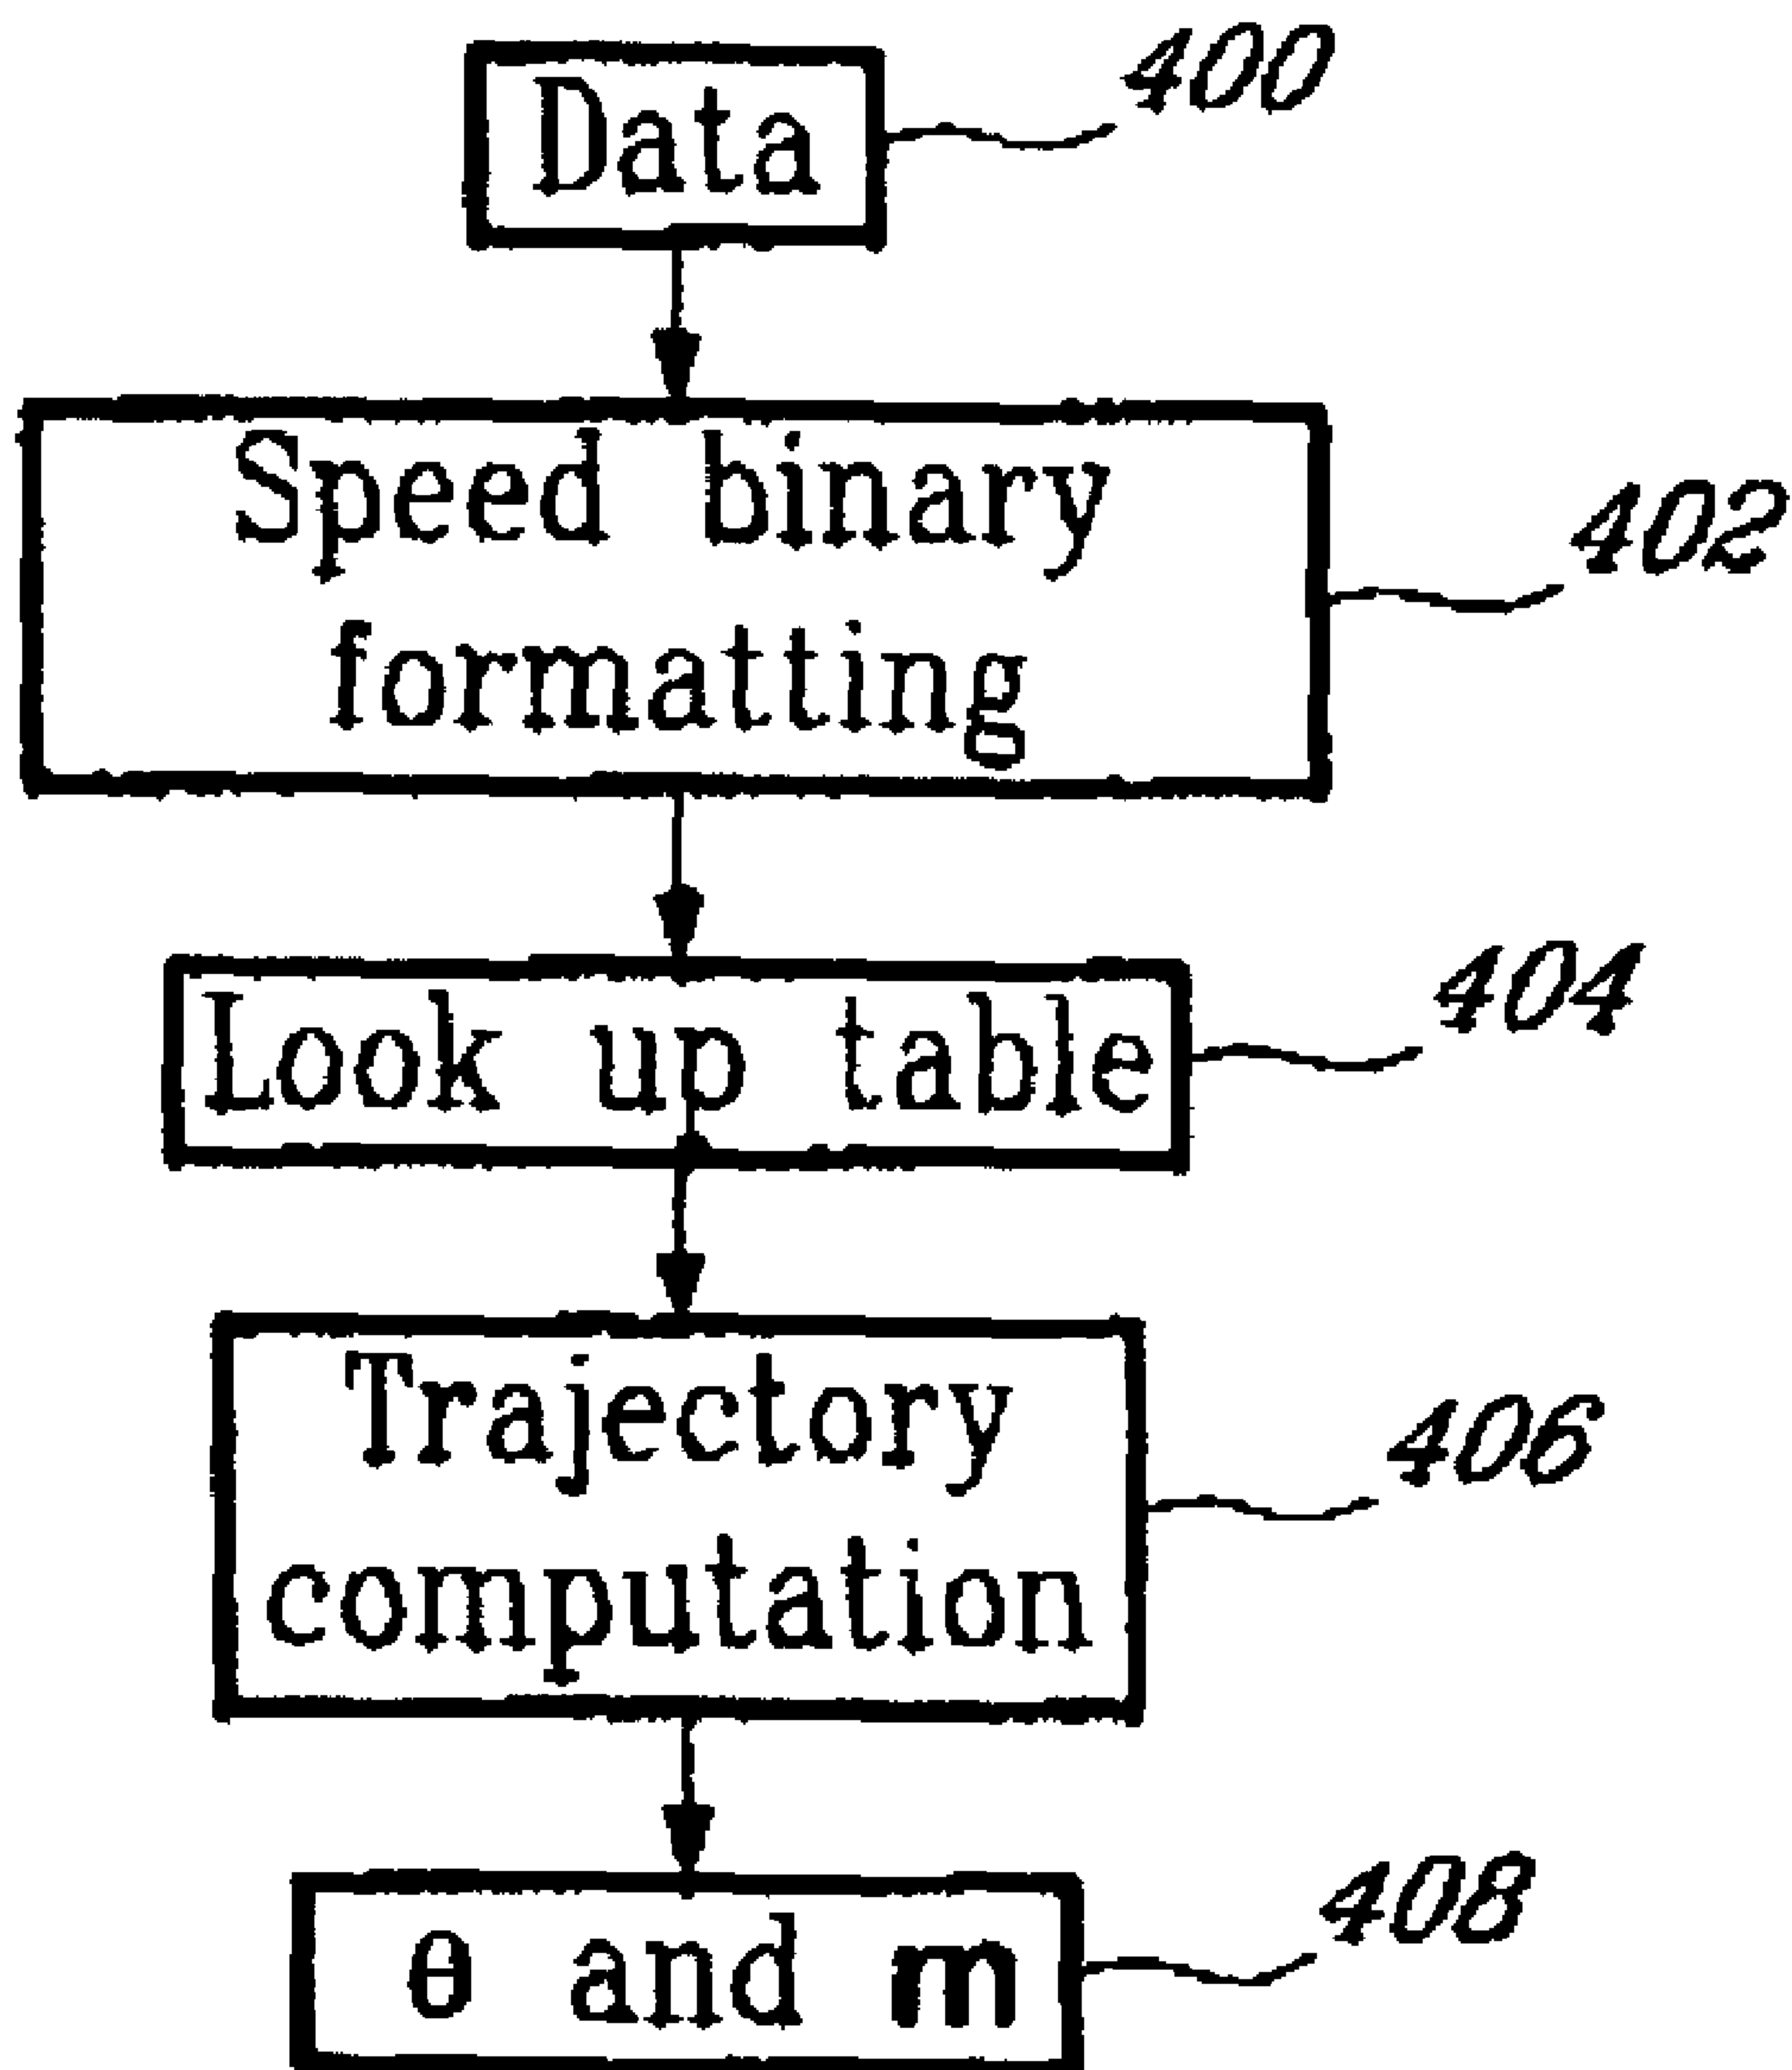 Data
400
Speed binary
formatting
402
Look up table
404
Trajectory
computation
406
θ and m
408